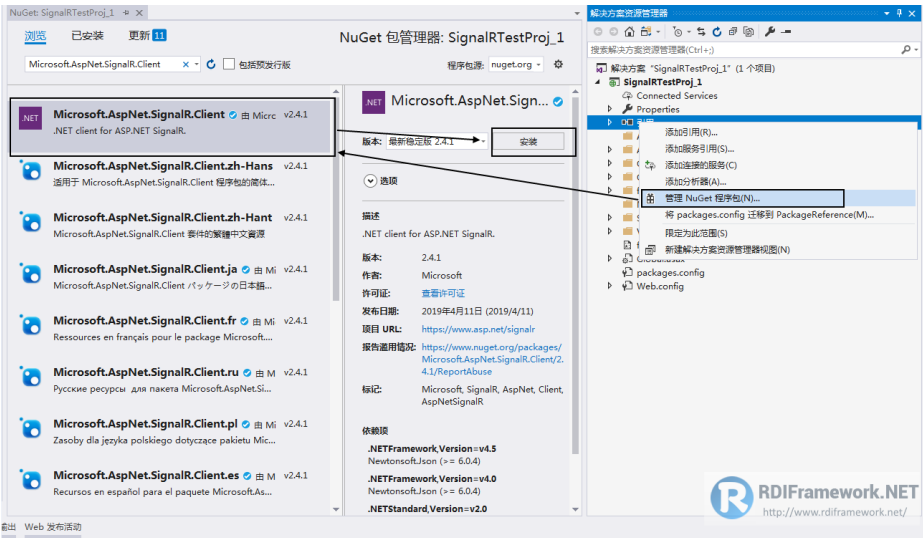 NuGet: SignalRTestProj_1
浏览 已安装 更新 11
NuGet 包管理器: SignalRTestProj_1
Microsoft.AspNet.SignalR.Client
包括预发行版
程序包源: nuget.org
.NET
Microsoft.AspNet.SignalR.Client 由 Micrc v2.4.1
.NET client for ASP.NET SignalR.
Microsoft.AspNet.SignalR.Client.zh-Hans v2.4.1
适用于 Microsoft.AspNet.SignalR.Client 程序包的简体...
Microsoft.AspNet.SignalR.Client.zh-Hant v2.4.1
Microsoft.AspNet.SignalR.Client 套件的繁體中文資源
Microsoft.AspNet.SignalR.Client.ja 由 Mi v2.4.1
Microsoft.AspNet.SignalR.Client パッケージの日本語...
Microsoft.AspNet.SignalR.Client.fr 由 Mi v2.4.1
Ressources en français pour le package Microsoft....
Microsoft.AspNet.SignalR.Client.ru 由 Mi v2.4.1
Русские ресурсы для пакета Microsoft.AspNet.Si...
Microsoft.AspNet.SignalR.Client.pl 由 Mi v2.4.1
Zasoby dla języka polskiego dotyczące pakietu Mic...
Microsoft.AspNet.SignalR.Client.es 由 M v2.4.1
Recursos en español para el paquete Microsoft.As...
.NET
Microsoft.AspNet.Sign...
版本: 最新稳定版 2.4.1
安装
选项
描述
.NET client for ASP.NET SignalR.
版本: 2.4.1
作者: Microsoft
许可证: 查看许可证
发布日期: 2019年4月11日 (2019/4/11)
项目 URL: https://www.asp.net/signalr
报告滥用情况: https://www.nuget.org/packages/
Microsoft.AspNet.SignalR.Client/2.
4.1/ReportAbuse
标记: Microsoft, SignalR, AspNet, Client,
AspNetSignalR
依赖项
.NETFramework,Version=v4.5
Newtonsoft.Json (>= 6.0.4)
.NETFramework,Version=v4.0
Newtonsoft.Json (>= 6.0.4)
.NETStandard,Version=v2.0
输出 Web 发布活动
解决方案资源管理器
搜索解决方案资源管理器(Ctrl+;)
解决方案 "SignalRTestProj_1" (1 个项目)
SignalRTestProj_1
Connected Services
Properties
引用
添加引用(R)...
添加服务引用(S)...
添加连接的服务(C)
添加分析器(A)...
管理 NuGet 程序包(N)...
将 packages.config 迁移到 PackageReference(M)...
限定为此范围(S)
新建解决方案资源管理器视图(N)
Global.asax
packages.config
Web.config
RDIFramework.NET
http://www.rdiframework.net/